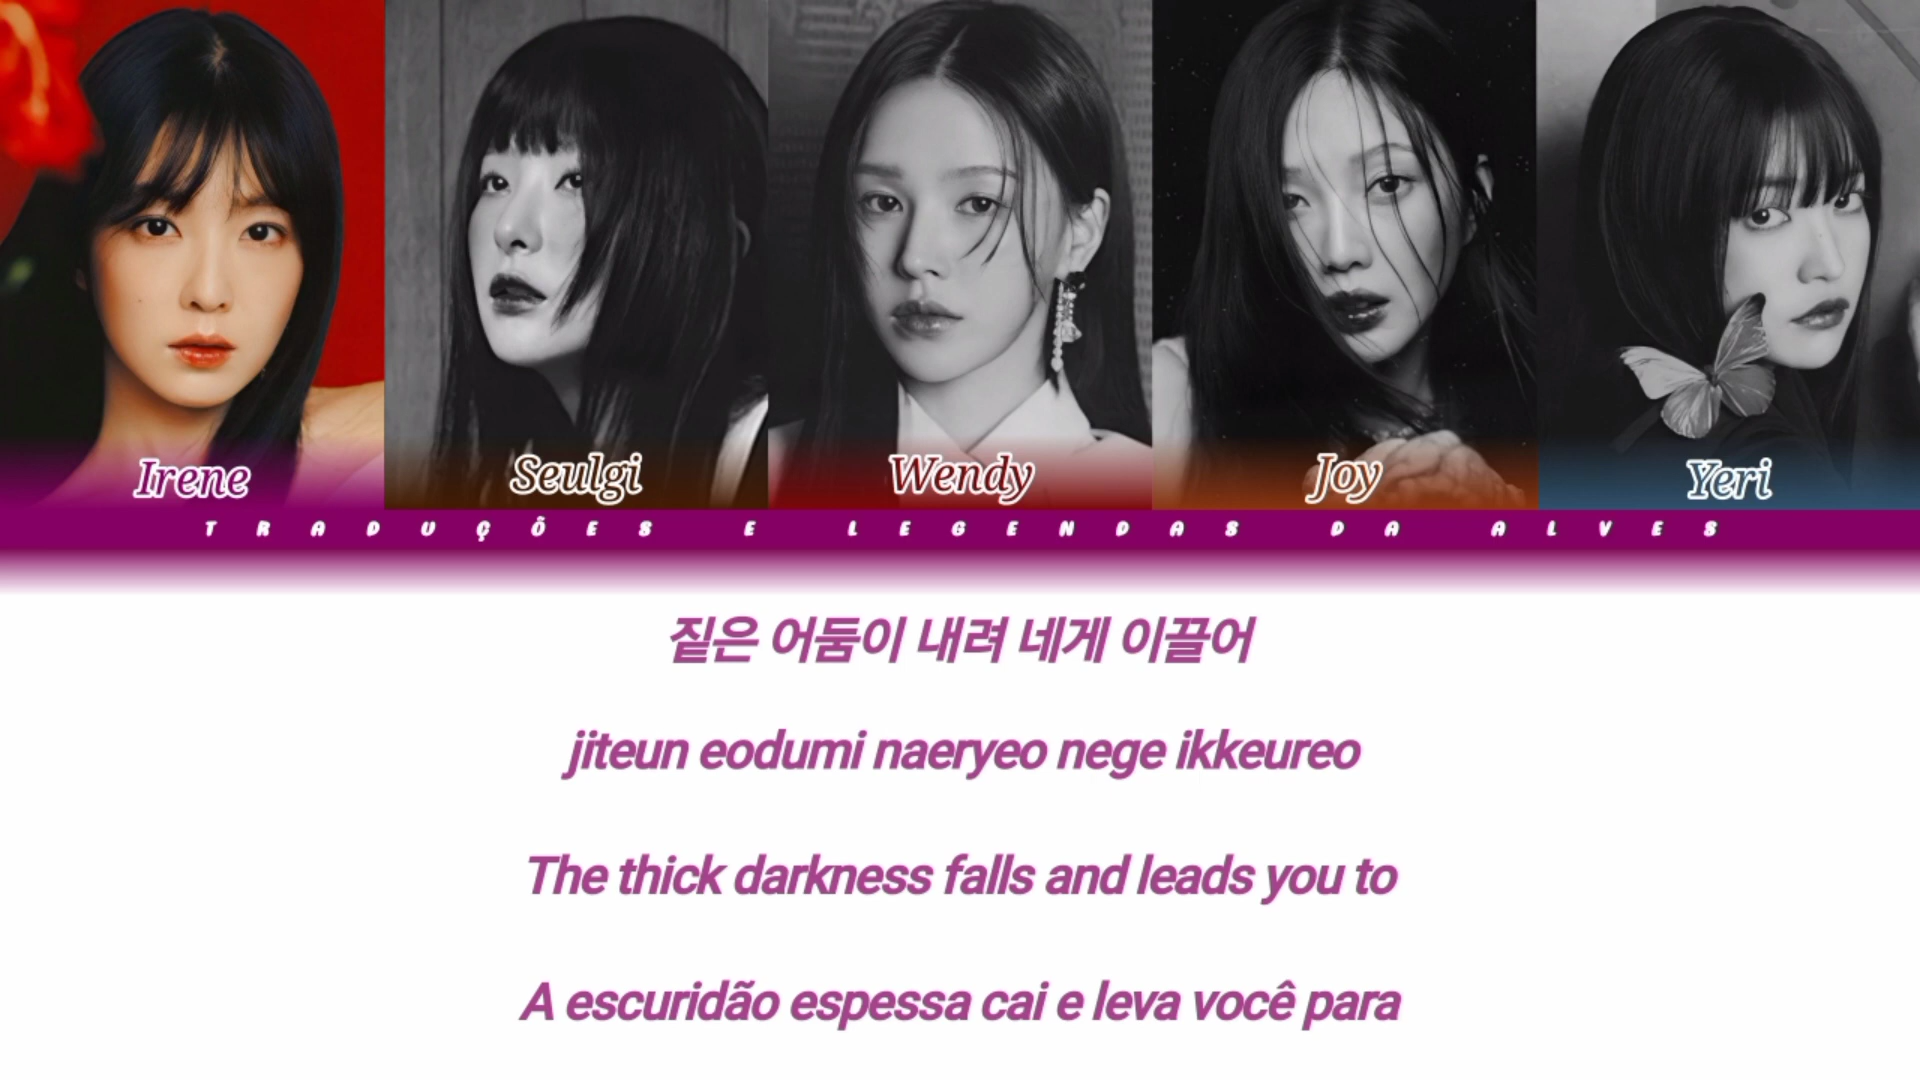 Irene
Seulgi
Wendy
Joy
Yeri
TRADUÇÕES E LEGENDAS DA ALVES
짙은 어둠이 내려 네게 이끌어
jiteun eodumi naeryeo nege ikkeureo
The thick darkness falls and leads you to
A escuridão espessa cai e leva você para